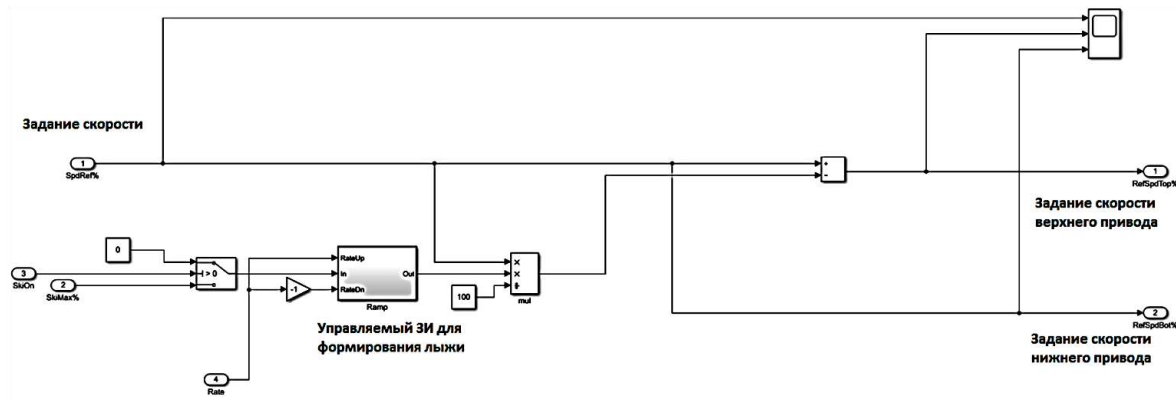 Задание скорости
1
SpdRef%
+
-
1
RefSpdTop%
Задание скорости
верхнего привода
0
3
SkiOn
2
SkiMax%
> 0
-1
RateUp
In
RateDn
Out
Ramp
100
×
×
÷
mul
Управляемый ЗИ для
формирования лыжи
2
RefSpdBot%
Задание скорости
нижнего привода
4
Rate